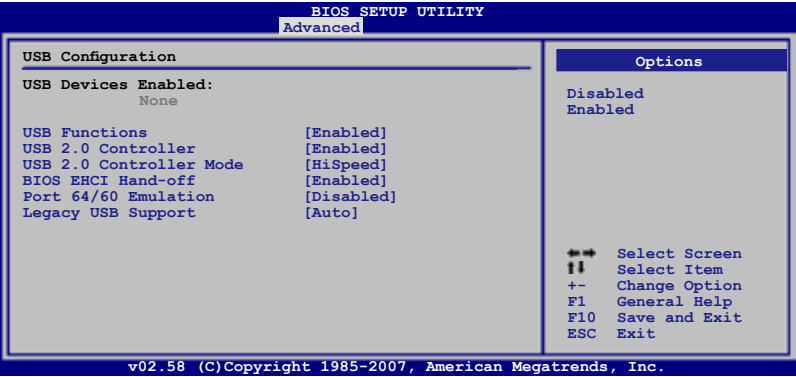 BIOS SETUP UTILITY
Advanced
USB Configuration
USB Devices Enabled:
None
USB Functions [Enabled]
USB 2.0 Controller [Enabled]
USB 2.0 Controller Mode [HiSpeed]
BIOS EHCI Hand-off [Enabled]
Port 64/60 Emulation [Disabled]
Legacy USB Support [Auto]
Options
Disabled
Enabled
←→ Select Screen
↑↓ Select Item
+- Change Option
F1 General Help
F10 Save and Exit
ESC Exit
v02.58 (C)Copyright 1985-2007, American Megatrends, Inc.